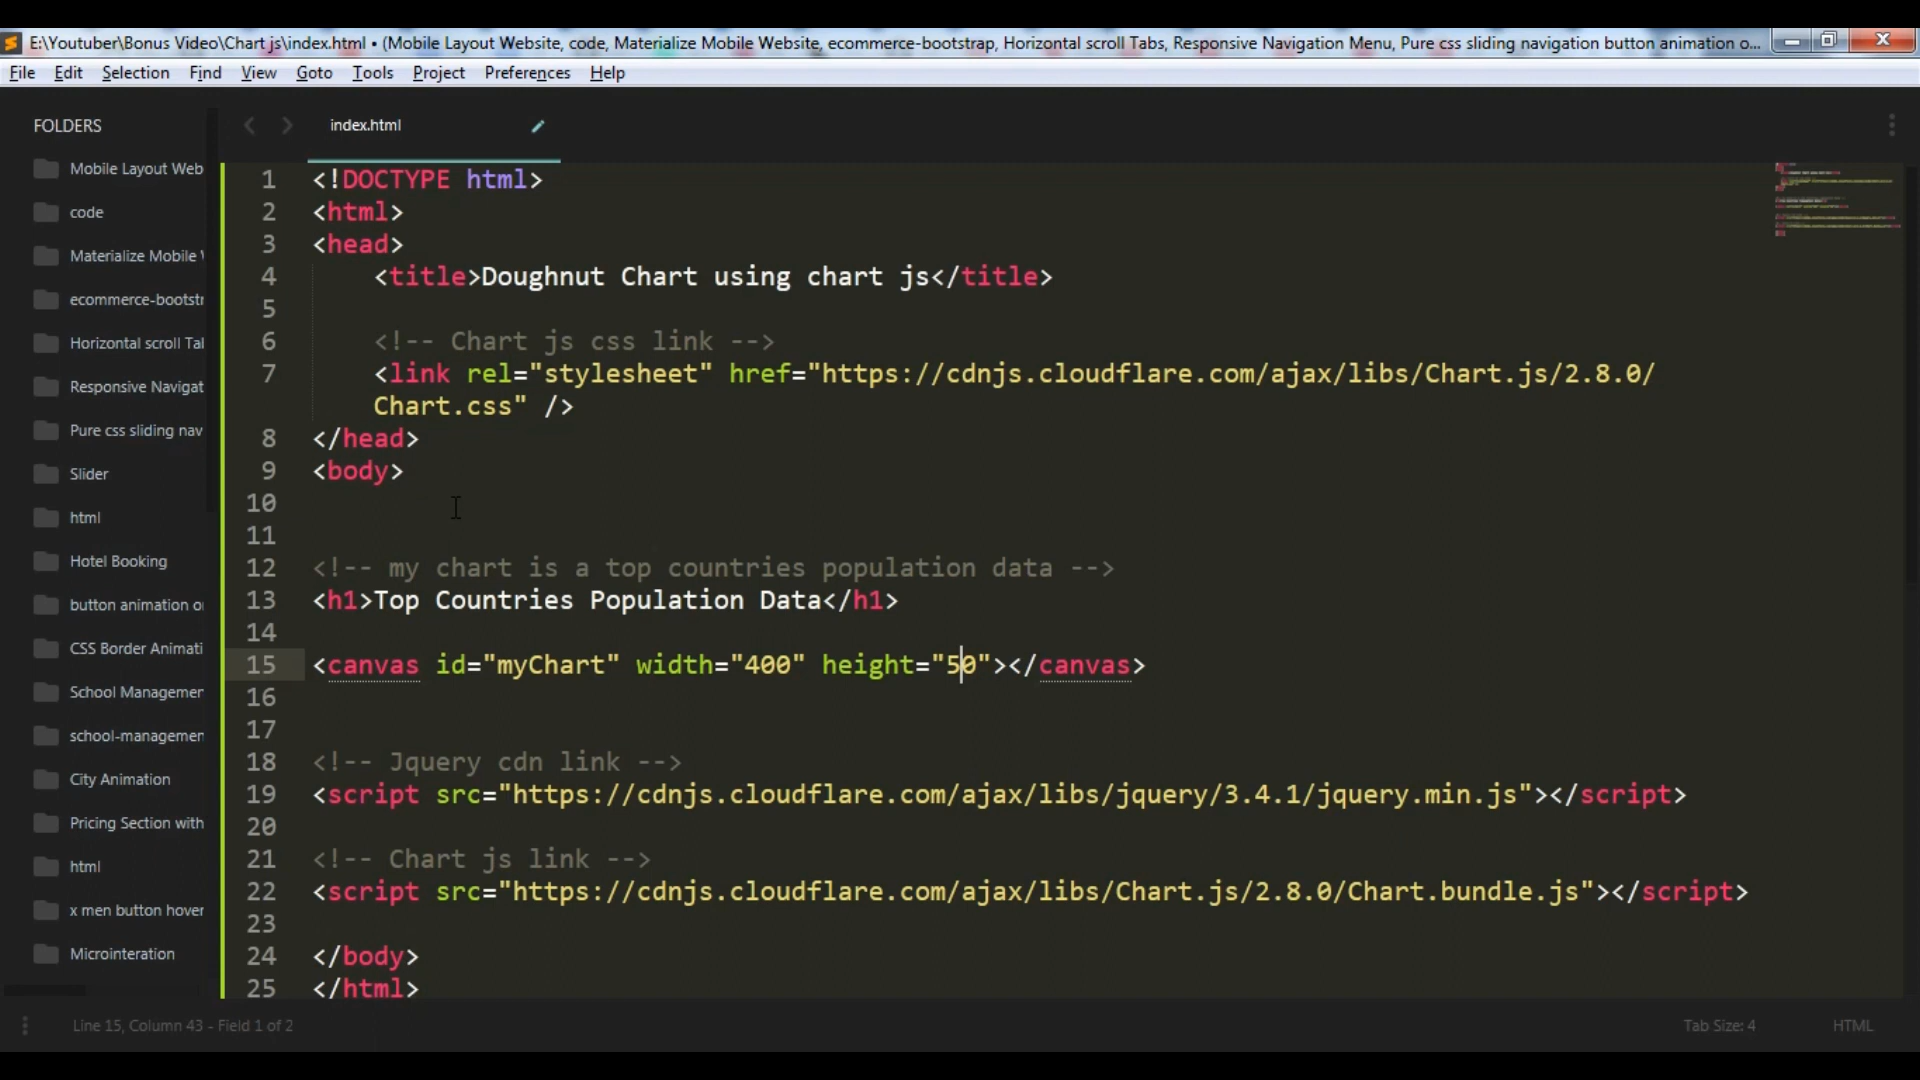 E:\Youtuber\Bonus Video\Chart js\index.html • (Mobile Layout Website, code, Materialize Mobile Website, ecommerce-bootstrap, Horizontal scroll Tabs, Responsive Navigation Menu, Pure css sliding navigation button animation o...
File Edit Selection Find View Goto Tools Project Preferences Help
FOLDERS
Mobile Layout Web
code
Materialize Mobile
ecommerce-bootstr
Horizontal scroll Tal
Responsive Navigat
Pure css sliding nav
Slider
html
Hotel Booking
button animation o
CSS Border Animati
School Managemer
school-managemen
City Animation
Pricing Section with
html
x men button hover
Microinteration
index.html
1 <!DOCTYPE html>
2 <html>
3 <head>
4 <title>Doughnut Chart using chart js</title>
5
6 <!-- Chart js css link -->
7 <link rel="stylesheet" href="https://cdnjs.cloudflare.com/ajax/libs/Chart.js/2.8.0/
Chart.css" />
8 </head>
9 <body>
10
11
12 <!-- my chart is a top countries population data -->
13 <h1>Top Countries Population Data</h1>
14
15 <canvas id="myChart" width="400" height="50"></canvas>
16
17
18 <!-- Jquery cdn link -->
19 <script src="https://cdnjs.cloudflare.com/ajax/libs/jquery/3.4.1/jquery.min.js"></script>
20
21 <!-- Chart js link -->
22 <script src="https://cdnjs.cloudflare.com/ajax/libs/Chart.js/2.8.0/Chart.bundle.js"></script>
23
24 </body>
25 </html>
Line 15, Column 43 - Field 1 of 2
Tab Size: 4
HTML